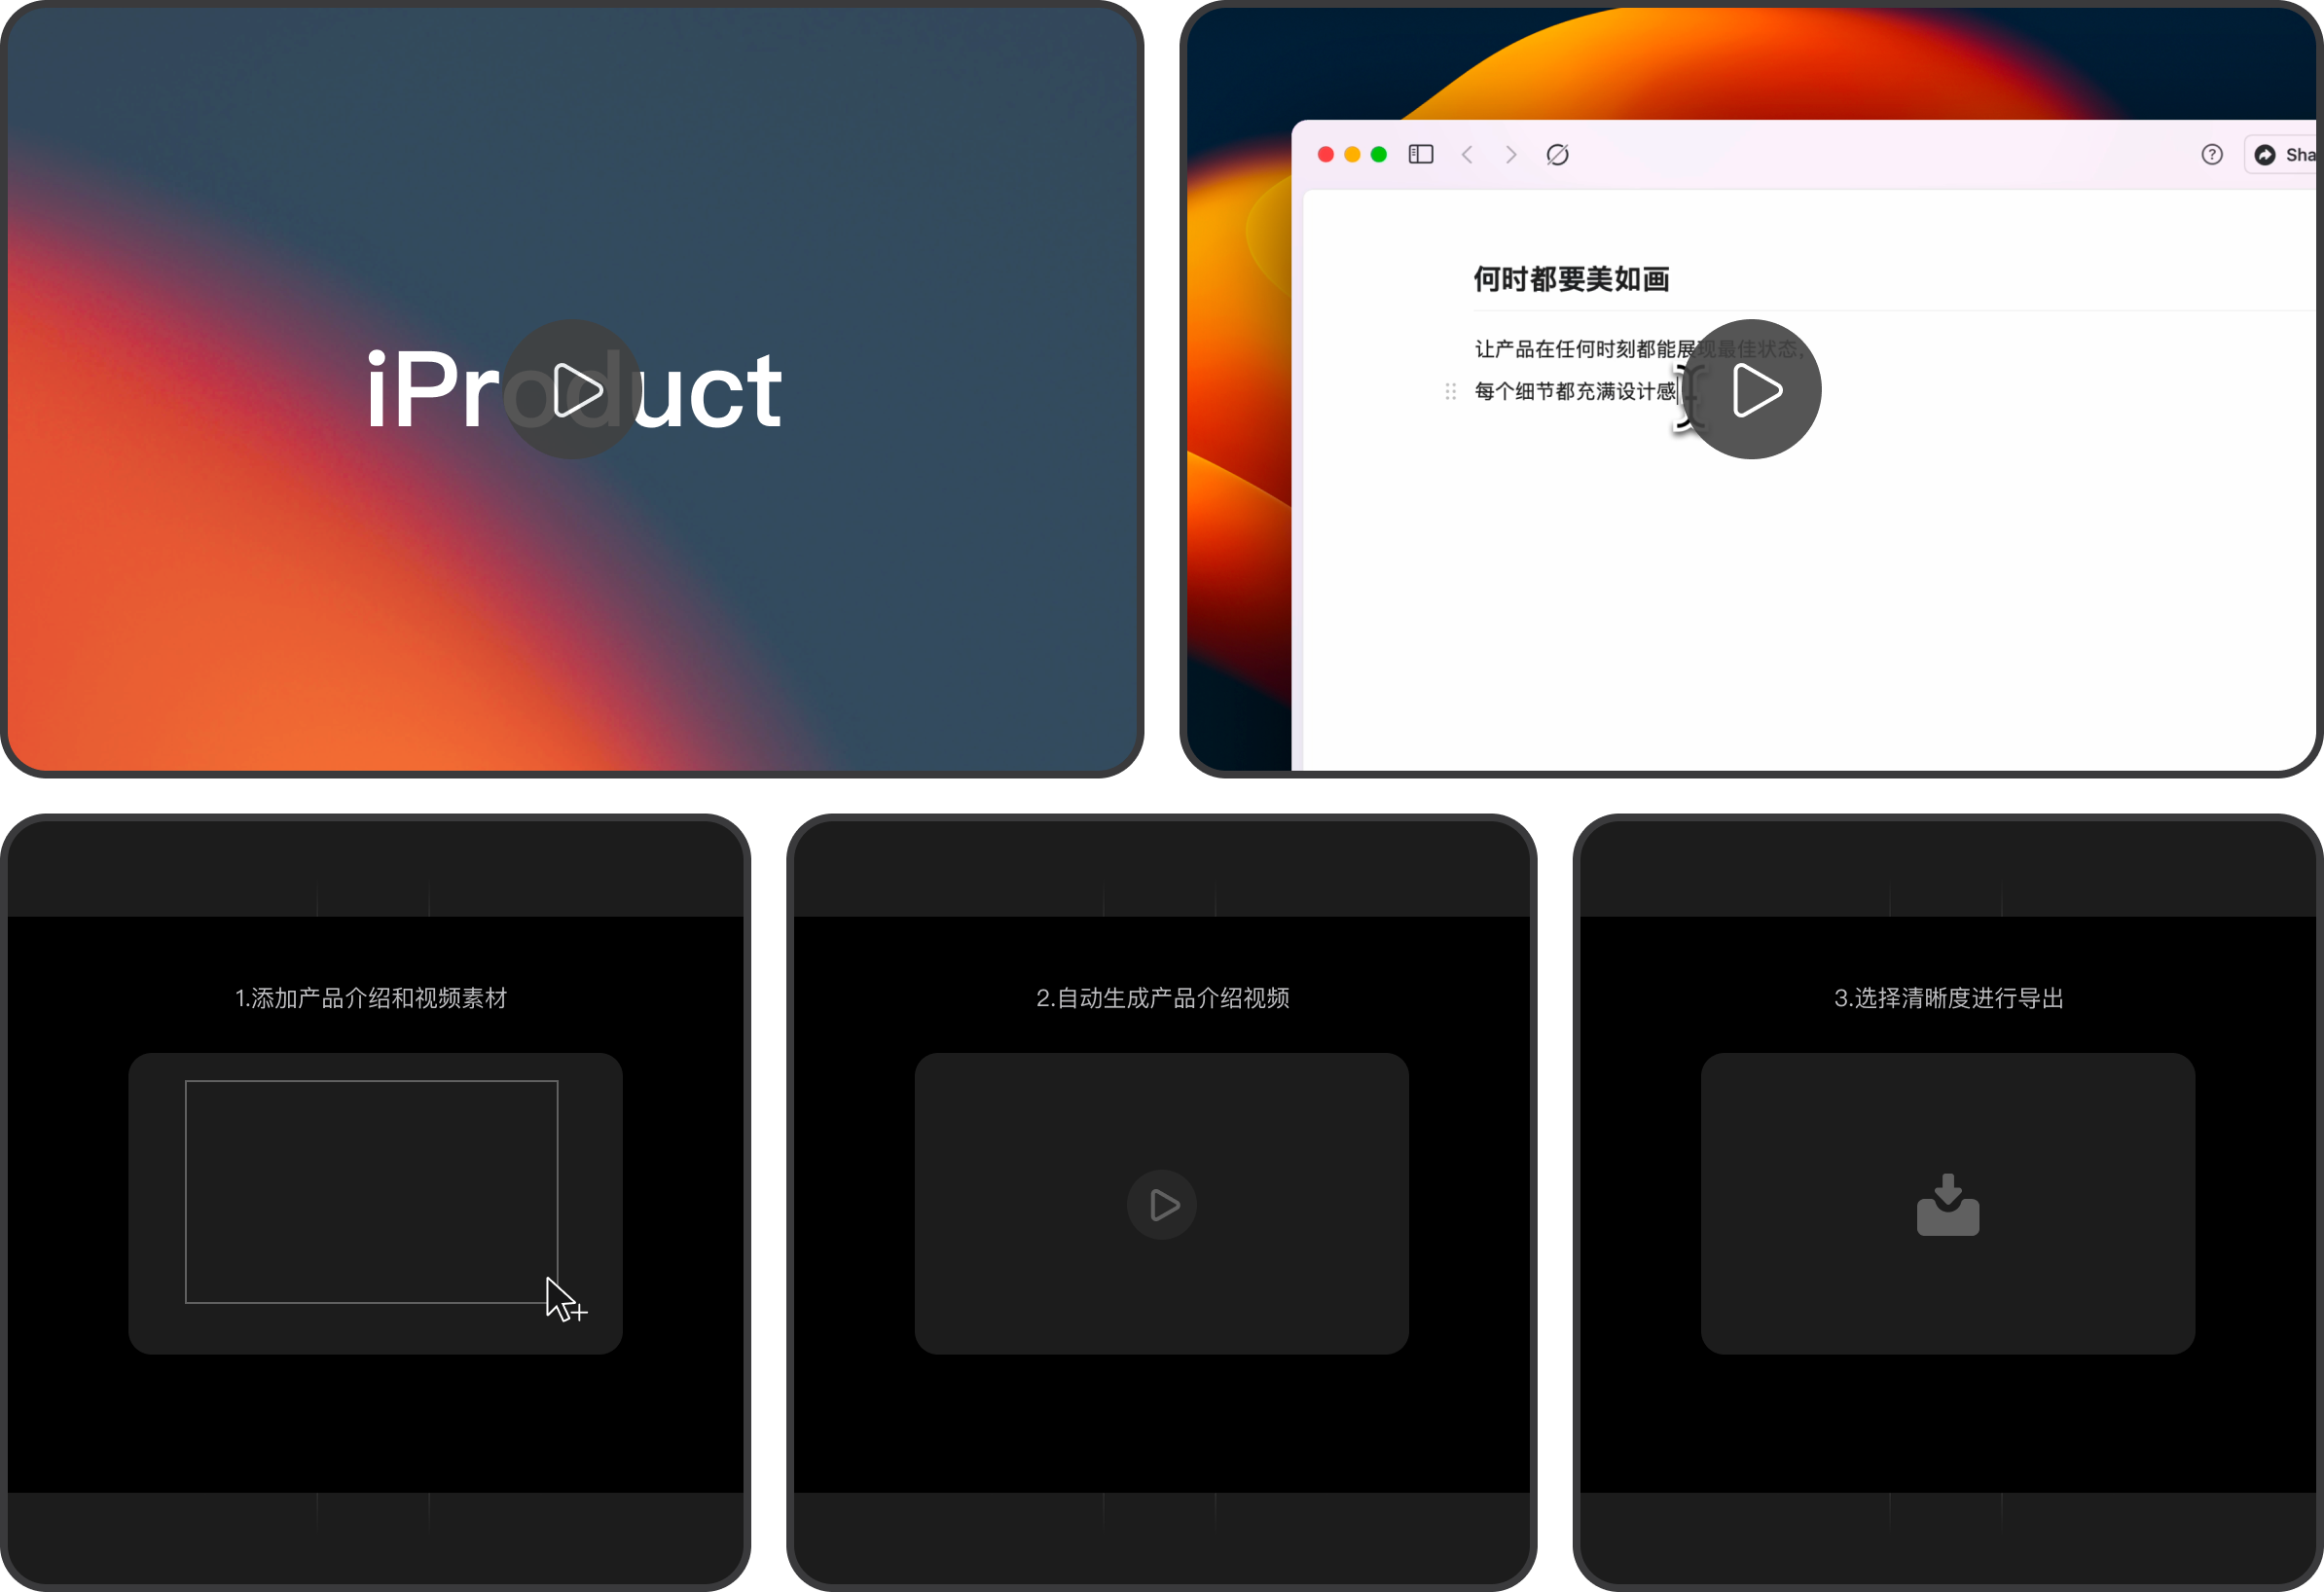 iProduct
Sha
何时都要美如画
让产品在任何时刻都能展现最佳状态,
每个细节都充满设计感
1.添加产品介绍和视频素材
2.自动生成产品介绍视频
3.选择清晰度进行导出